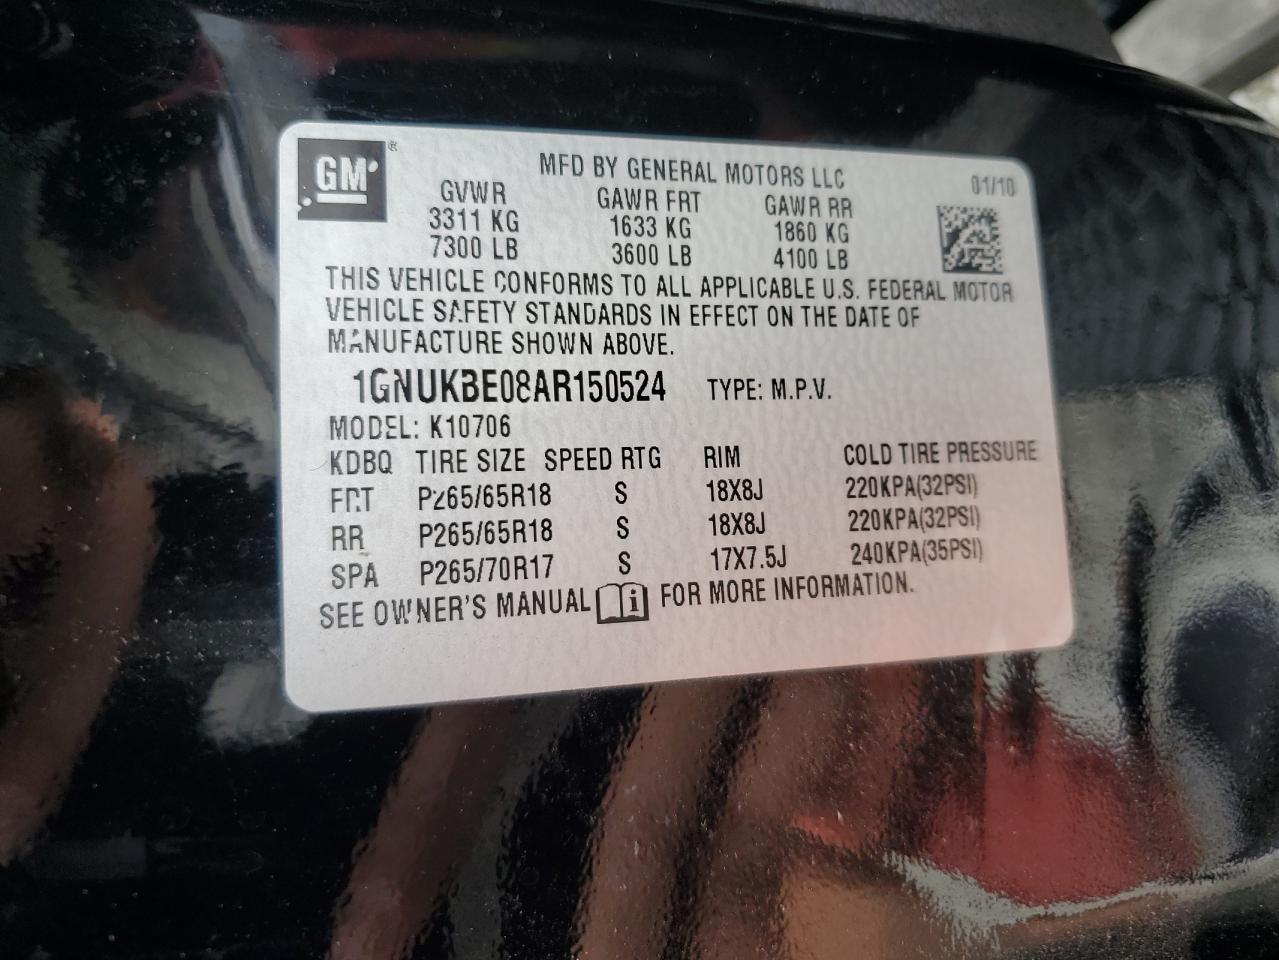 GM®
MFD BY GENERAL MOTORS LLC 01/10
GVWR GAWR FRT GAWR RR
3311 KG 1633 KG 1860 KG
7300 LB 3600 LB 4100 LB
THIS VEHICLE CONFORMS TO ALL APPLICABLE U.S. FEDERAL MOTOR
VEHICLE SAFETY STANDARDS IN EFFECT ON THE DATE OF
MANUFACTURE SHOWN ABOVE.
1GNUKBE08AR150524 TYPE: M.P.V.
MODEL: K10706
KDBQ TIRE SIZE SPEED RTG RIM COLD TIRE PRESSURE
FRT P265/65R18 S 18X8J 220KPA(32PSI)
RR P265/65R18 S 18X8J 220KPA(32PSI)
SPA P265/70R17 S 17X7.5J 240KPA(35PSI)
SEE OWNER'S MANUAL i FOR MORE INFORMATION.